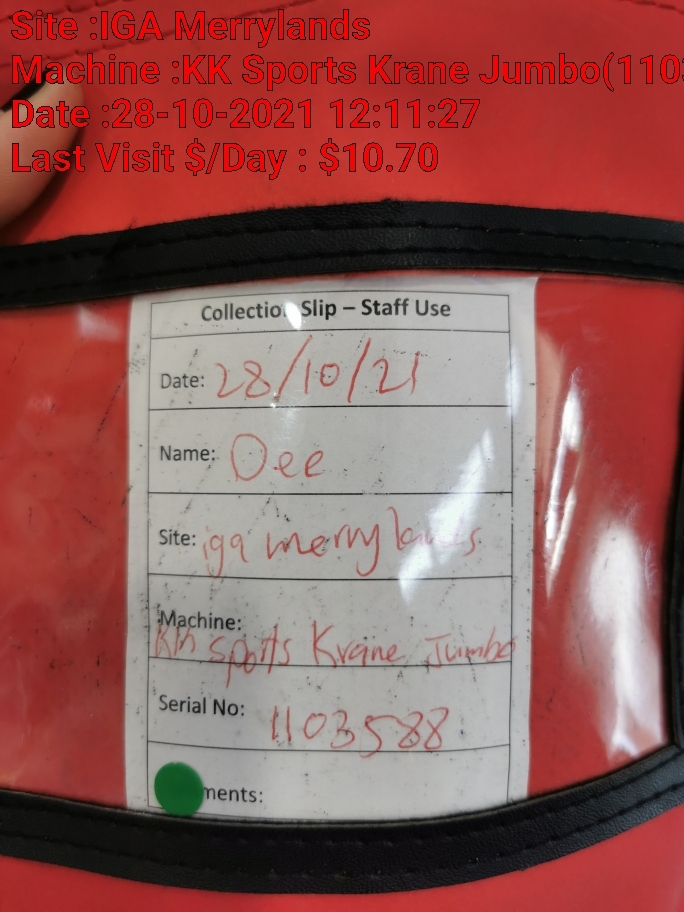 Site :IGA Merrylands
Machine :KK Sports Krane Jumbo(1103
Date :28-10-2021 12:11:27
Last Visit $/Day : $10.70
Collection Slip – Staff Use
Date: 28/10/21
Name: Dee
Site: iga merrylands
Machine:
KK Sports Krane Jumbo
Serial No: 1103588
ments: